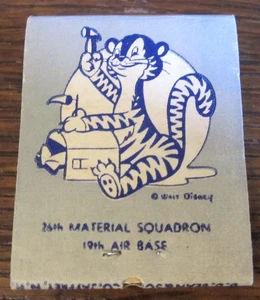 © WALT DISNEY
26th MATERIAL SQUADRON
19th AIR BASE